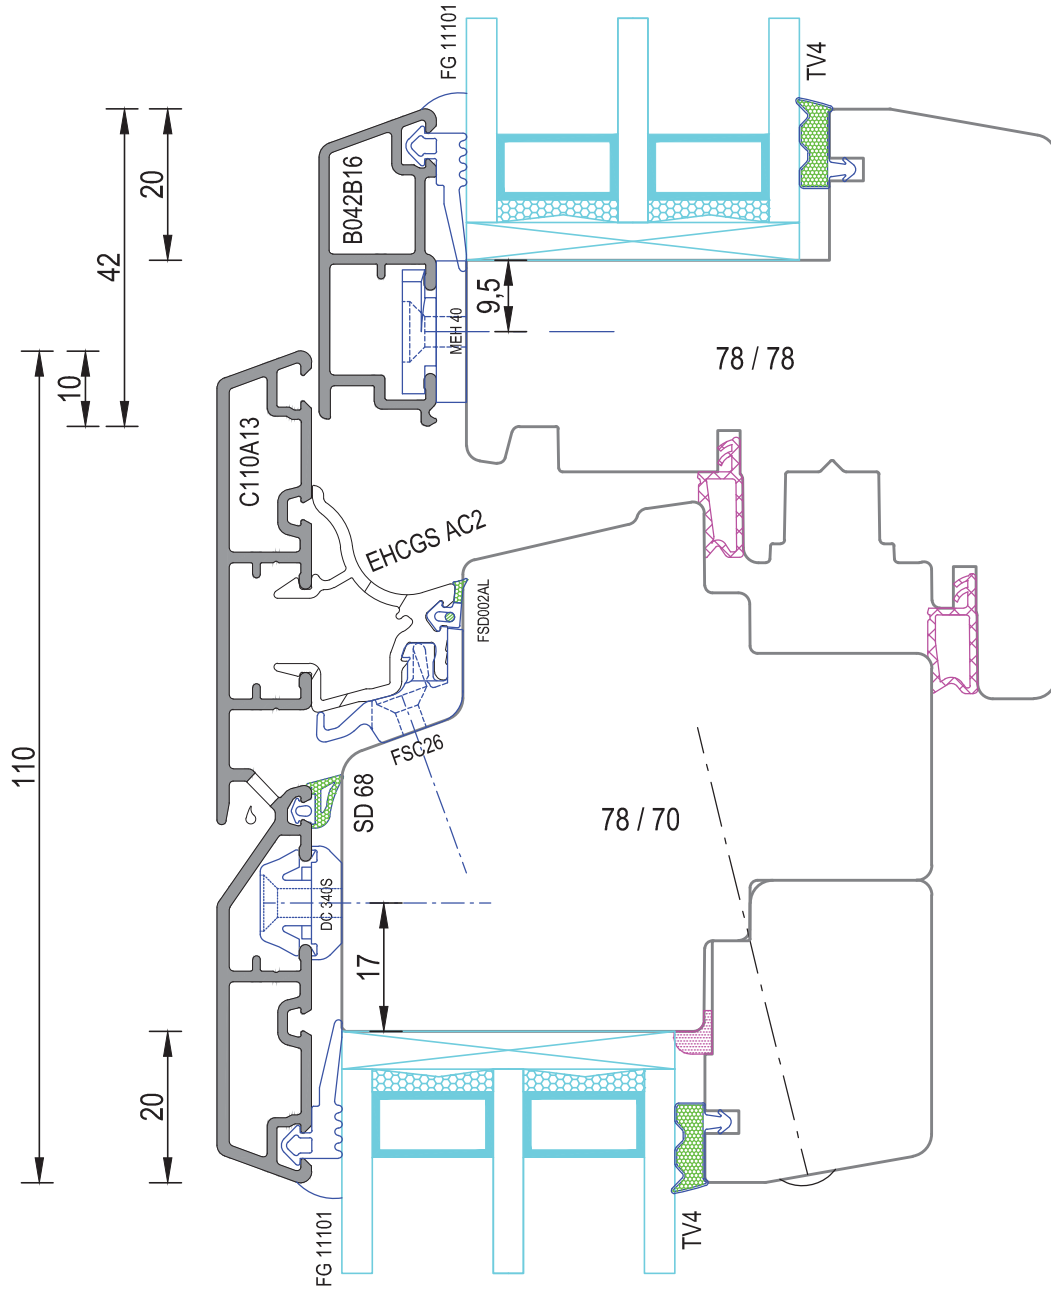 FG 11101
TV4
20
B042B16
42
9,5
MEH 40
78 / 78
10
C110A13
EHCGS AC2
FSD002AL
FSC26
110
SD 68
78 / 70
DC 340S
17
20
FG 11101
TV4